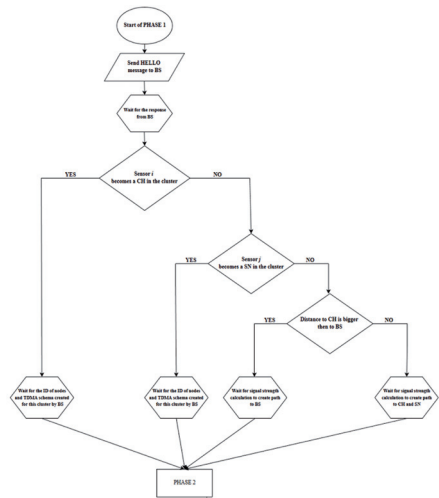 Start of PHASE 1
Send HELLO
message to BS
Wait for the response
from BS
Sensor i
becomes a CH in the cluster
YES
NO
Sensor j
becomes a SN in the cluster
YES
NO
Distance to CH is bigger
then to BS
YES
NO
Wait for the ID of nodes
and TDMA schema created
for this cluster by BS
Wait for the ID of nodes
and TDMA schema created
for this cluster by BS
Wait for signal strength
calculation to create path
to BS
Wait for signal strength
calculation to create path
to CH and SN
PHASE 2